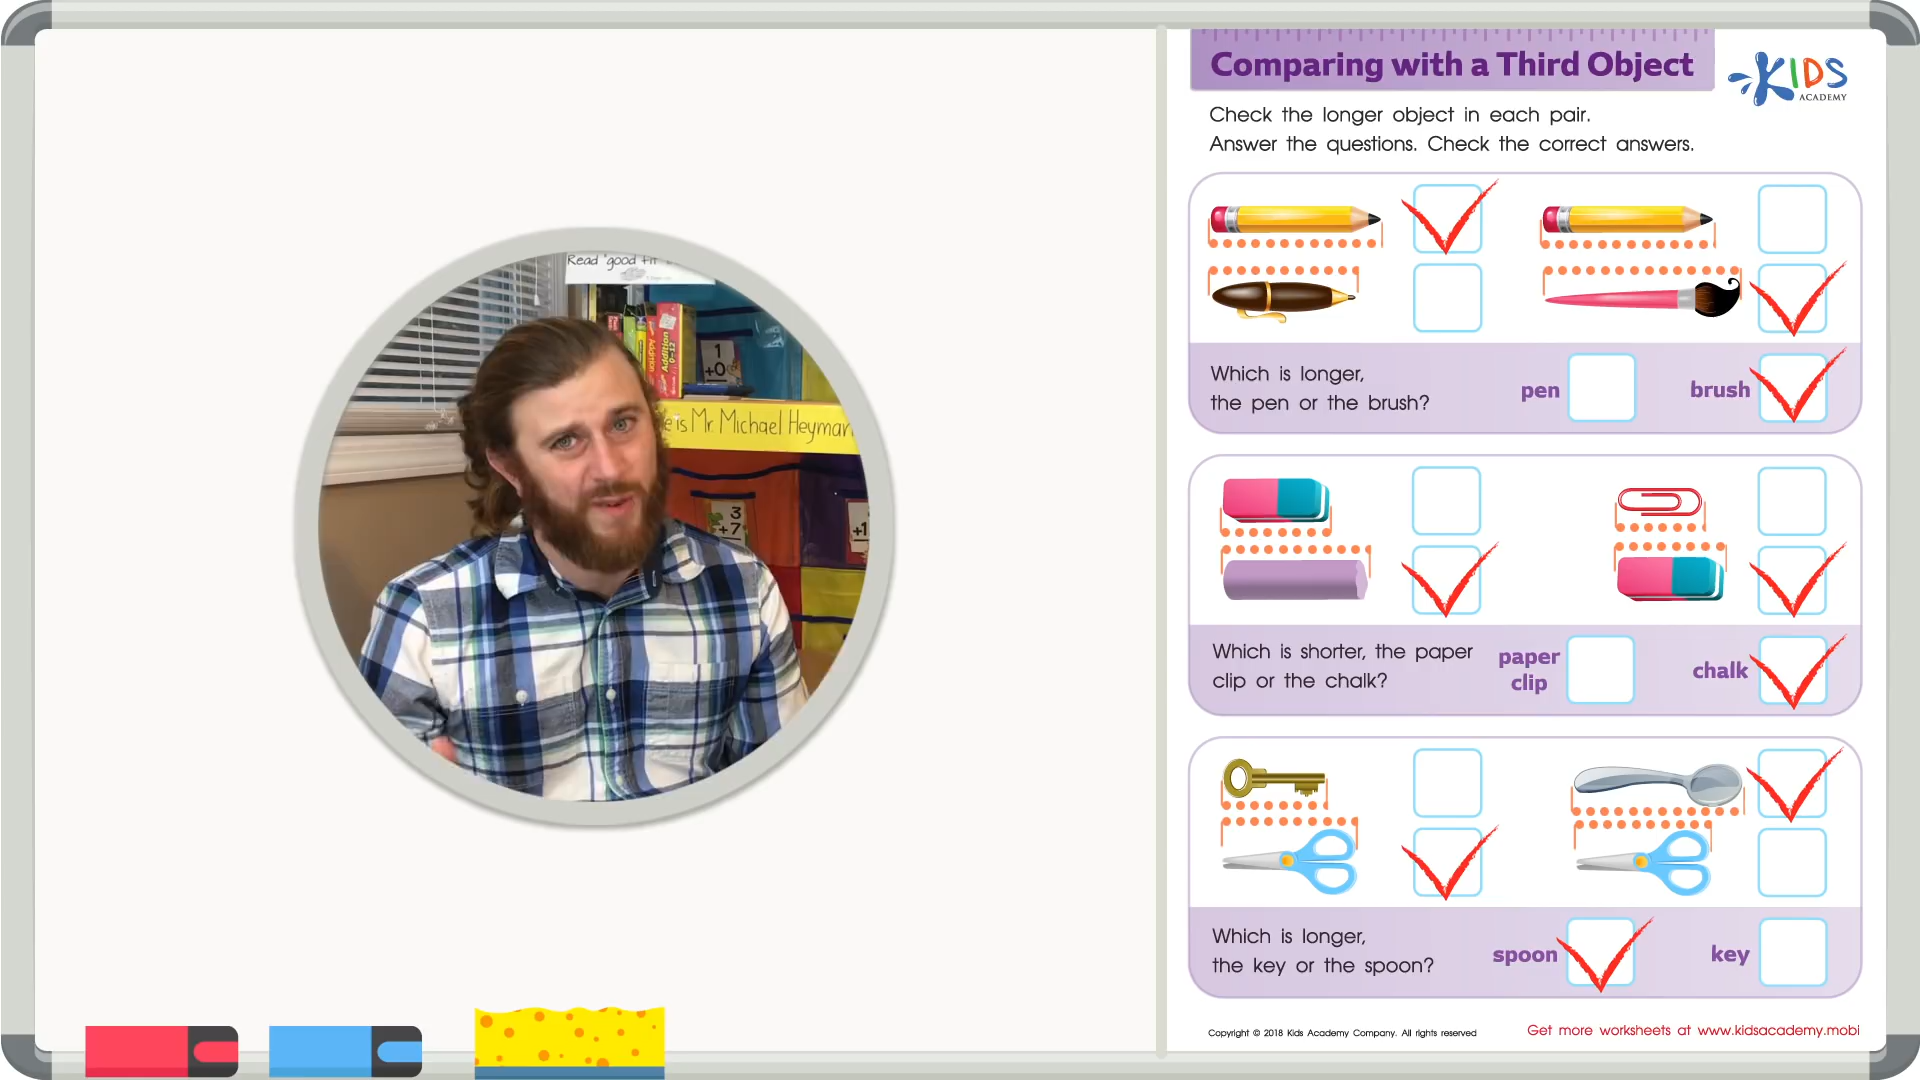 Read "good fit"
Addition
Addition 0-12
1
+0
e is Mr. Michael Heyman
3
+7
+1
Comparing with a Third Object
KIDS
ACADEMY
Check the longer object in each pair.
Answer the questions. Check the correct answers.
Which is longer,
the pen or the brush?
pen
brush
Which is shorter, the paper
clip or the chalk?
paper
clip
chalk
Which is longer,
the key or the spoon?
spoon
key
Copyright © 2018 Kids Academy Company. All rights reserved
Get more worksheets at www.kidsacademy.mobi